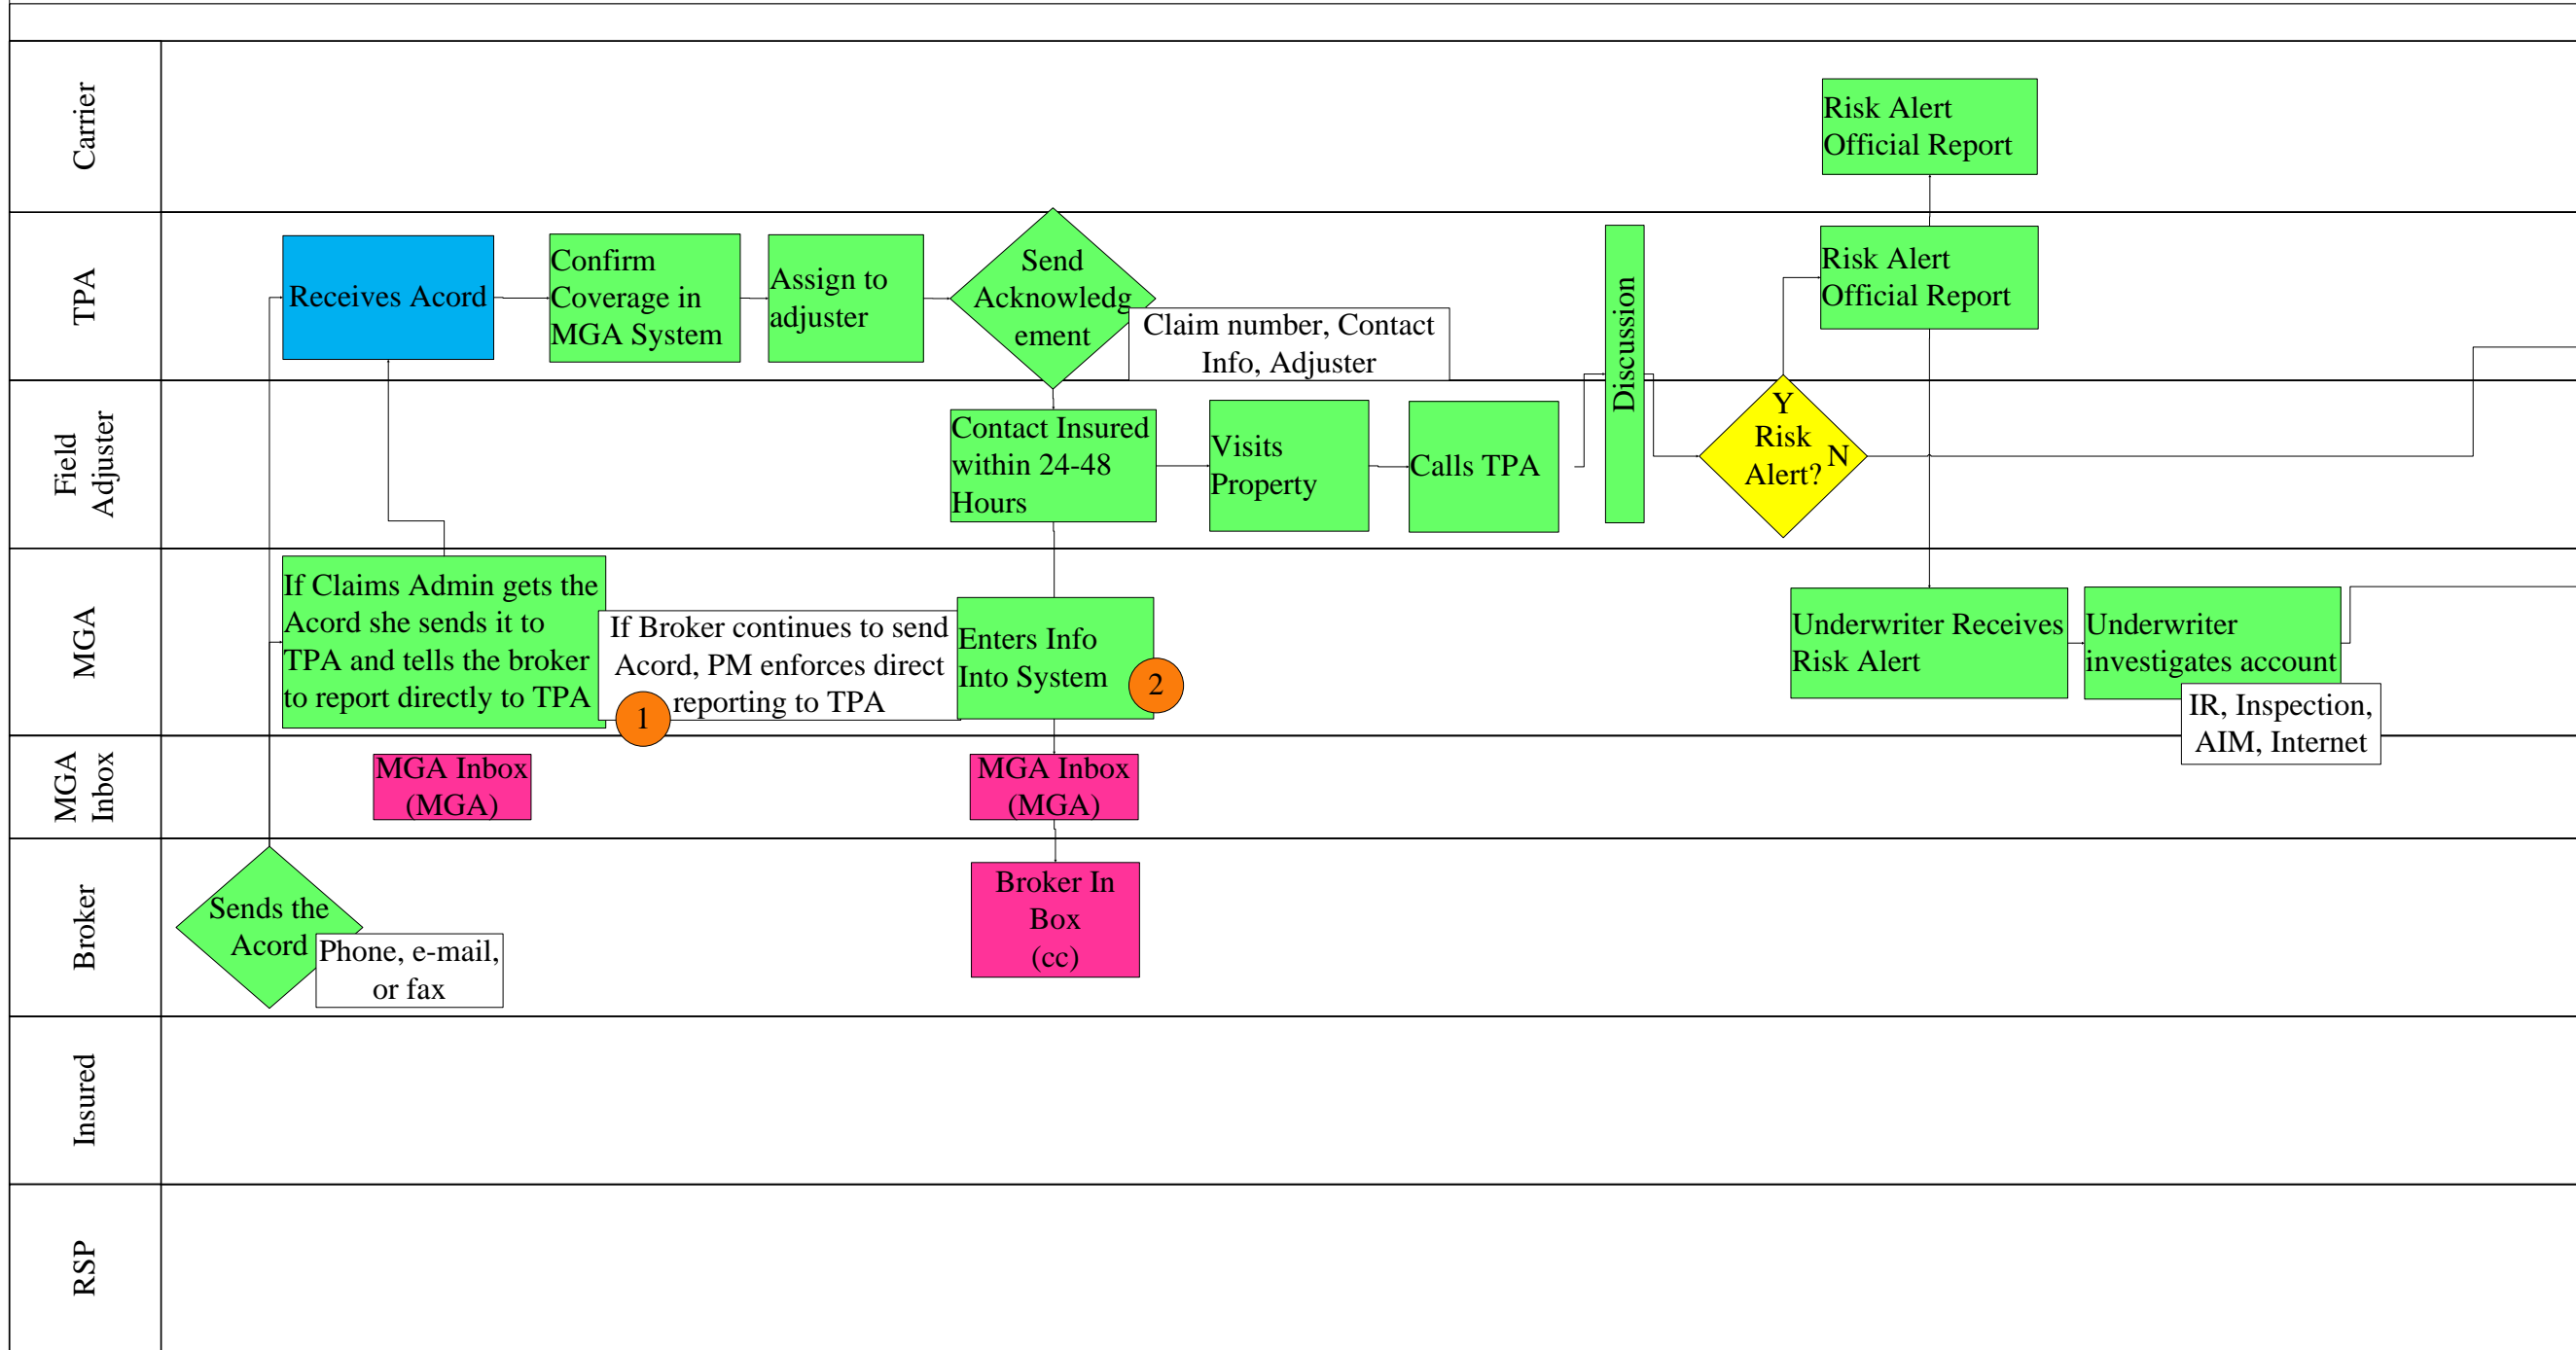 Carrier
Risk Alert
Official Report
TPA
Receives Acord
Confirm
Coverage in
MGA System
Assign to
adjuster
Send
Acknowledg
ement
Claim number, Contact
Info, Adjuster
Discussion
Risk Alert
Official Report
Field
Adjuster
Contact Insured
within 24-48
Hours
Visits
Property
Calls TPA
Y
Risk
Alert?
N
MGA
If Claims Admin gets the
Acord she sends it to
TPA and tells the broker
to report directly to TPA
1
If Broker continues to send
Acord, PM enforces direct
reporting to TPA
Enters Info
Into System
2
Underwriter Receives
Risk Alert
Underwriter
investigates account
IR, Inspection,
AIM, Internet
MGA
Inbox
MGA Inbox
(MGA)
MGA Inbox
(MGA)
Broker
Sends the
Acord
Phone, e-mail,
or fax
Broker In
Box
(cc)
Insured
RSP